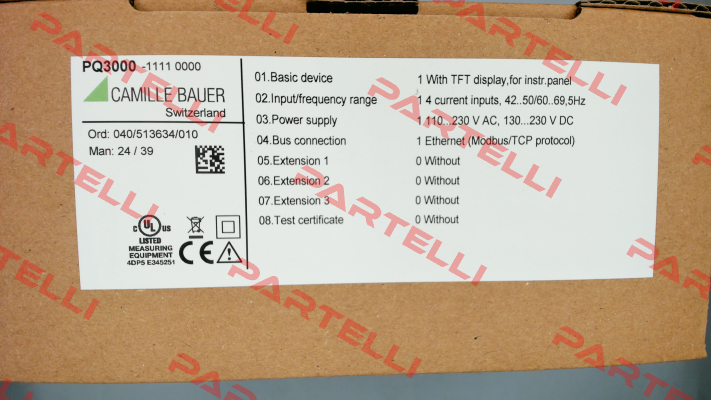 PQ3000 -1111 0000
CAMILLE BAUER
Switzerland
Ord: 040/513634/010
Man: 24 / 39
c UL us
LISTED
MEASURING
EQUIPMENT
4DP5 E345251
CE
01.Basic device 1 With TFT display,for instr.panel
02.Input/frequency range 1 4 current inputs, 42..50/60..69,5Hz
03.Power supply 1 110...230 V AC, 130...230 V DC
04.Bus connection 1 Ethernet (Modbus/TCP protocol)
05.Extension 1 0 Without
06.Extension 2 0 Without
07.Extension 3 0 Without
08.Test certificate 0 Without
PARTELLI
PARTELLI
PARTELLI
PARTELLI
PARTELLI